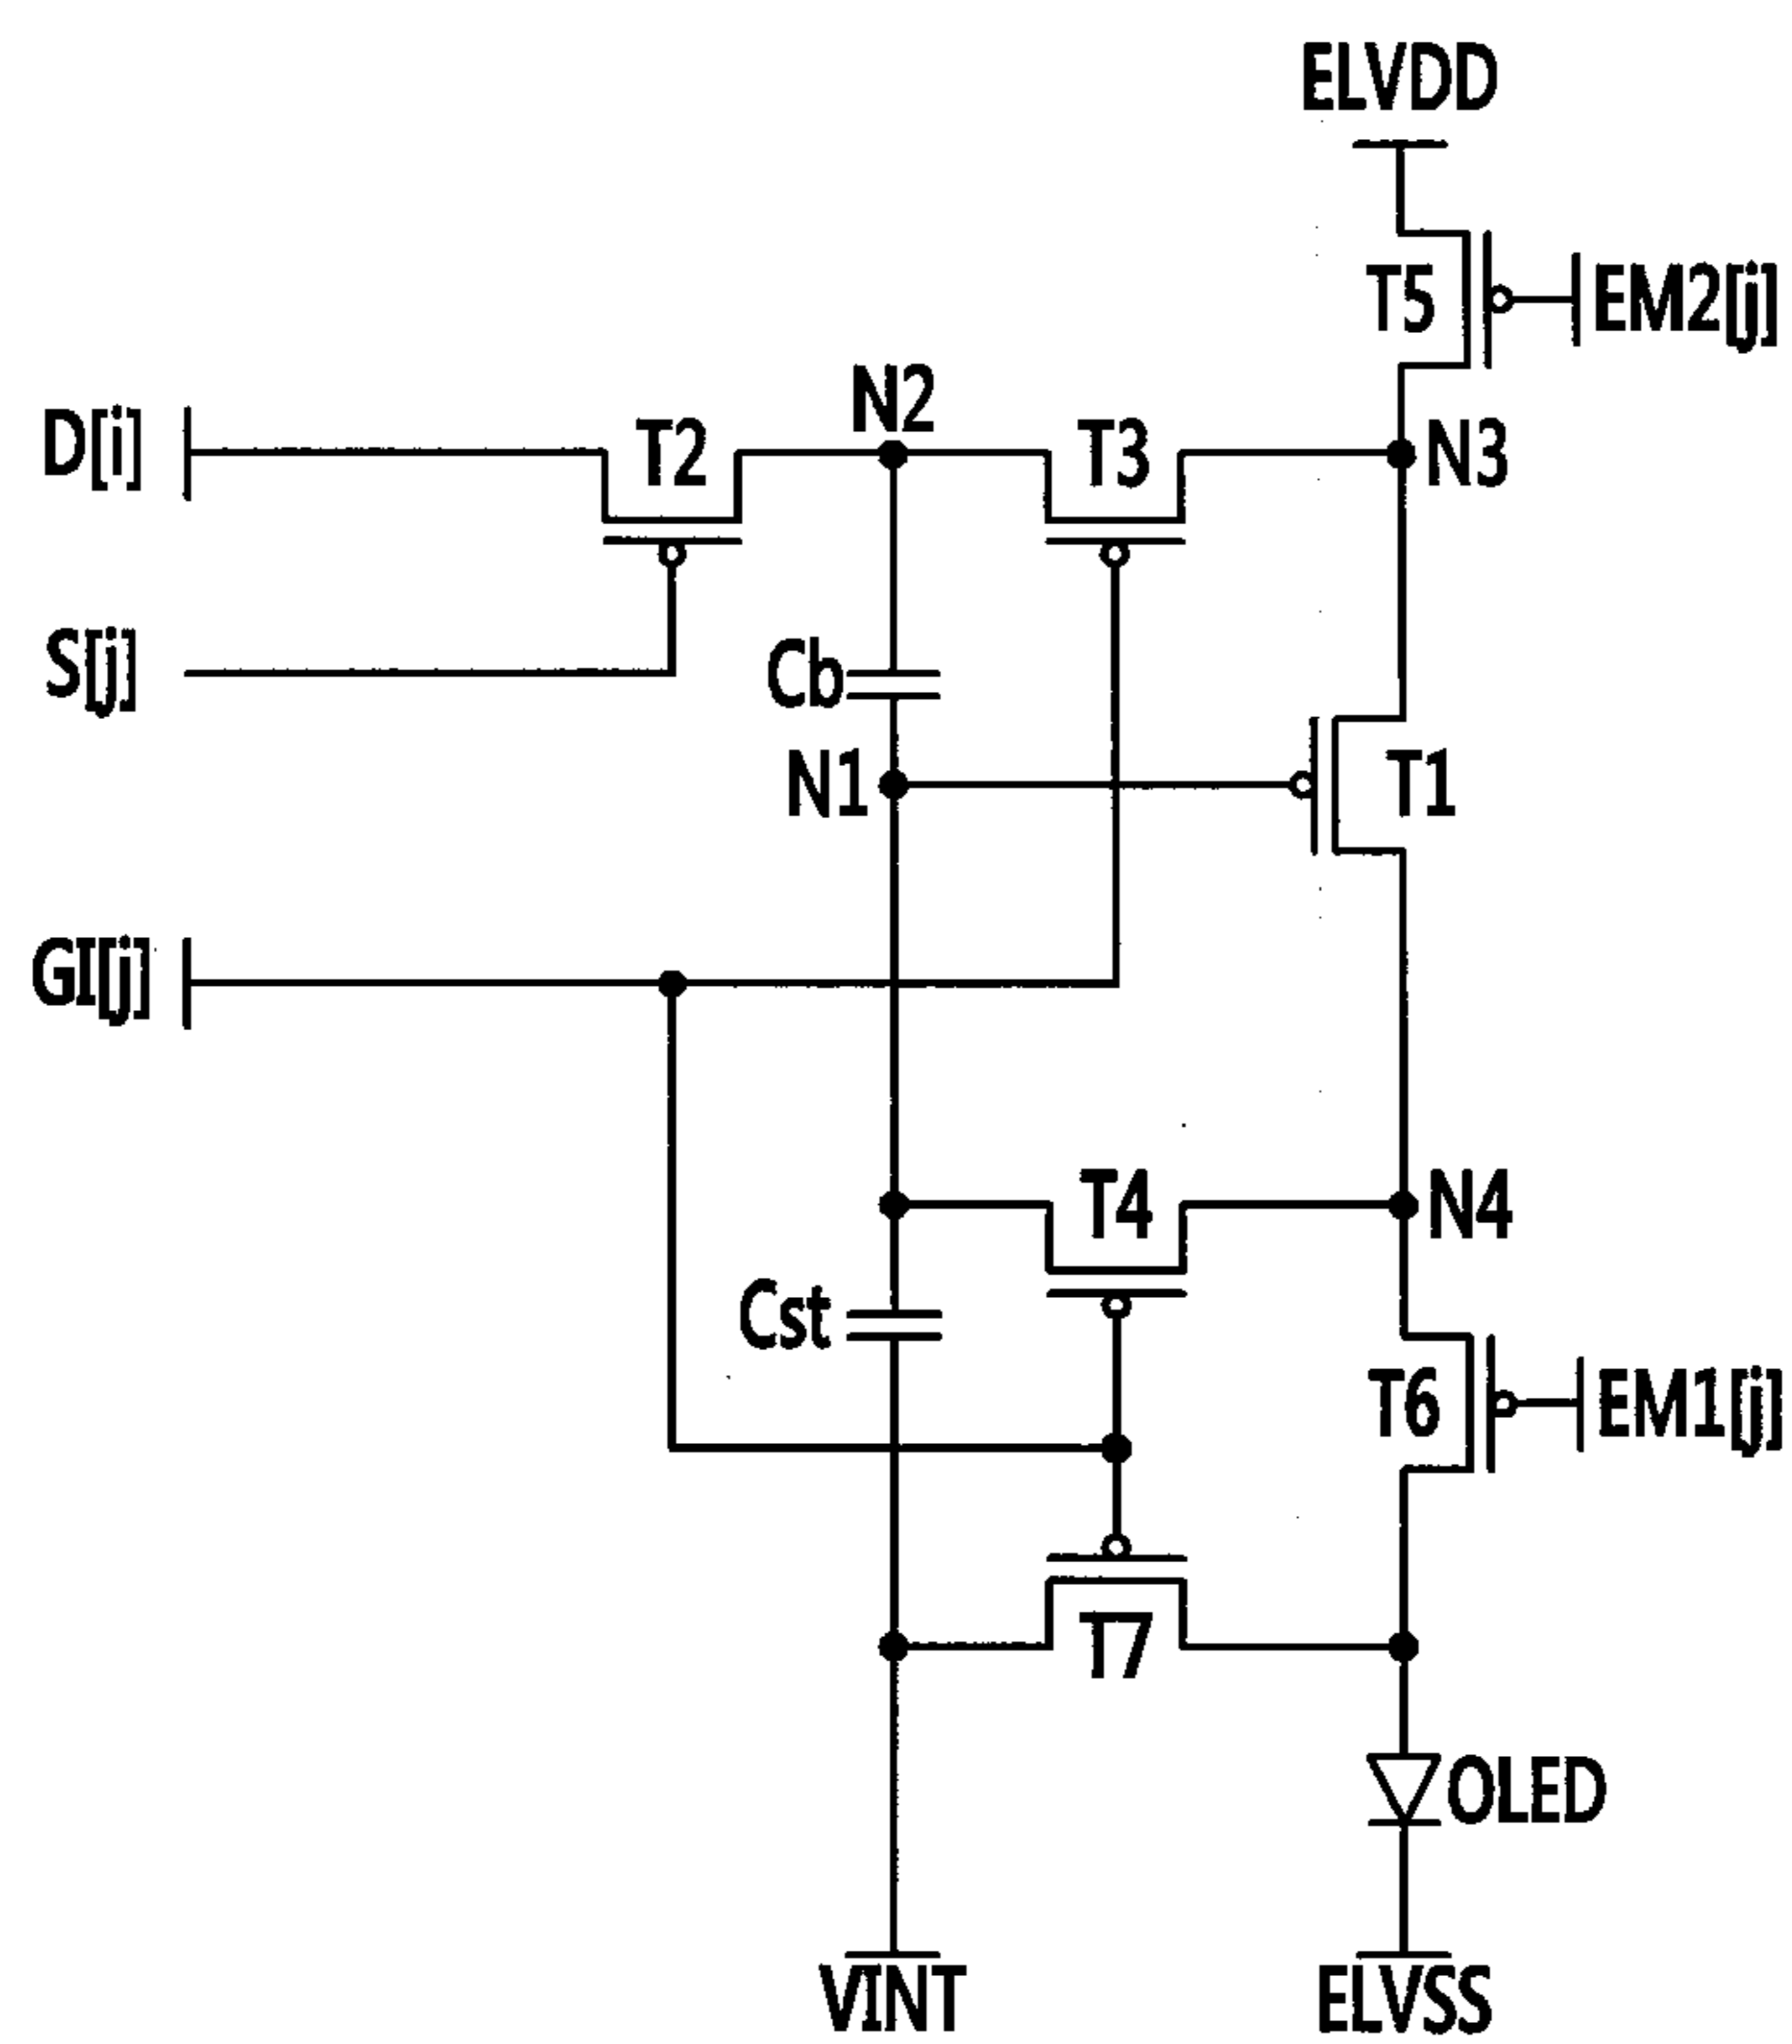 ELVDD
T5
EM2[j]
N2
D[i]
T2
T3
N3
S[j]
Cb
N1
T1
GI[j]
T4
N4
Cst
T6
EM1[j]
T7
OLED
VINT
ELVSS